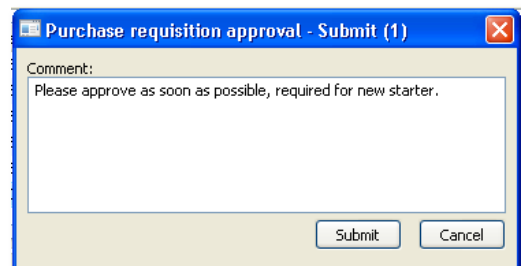 Purchase requisition approval - Submit (1)
Comment:
Please approve as soon as possible, required for new starter.
Submit Cancel